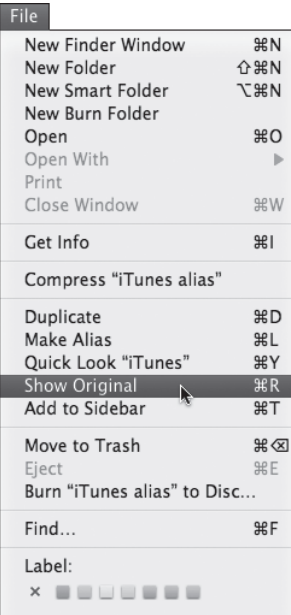 File
New Finder Window ⌘N
New Folder ⇧⌘N
New Smart Folder ⌥⌘N
New Burn Folder
Open ⌘O
Open With ▶
Print
Close Window ⌘W
Get Info ⌘I
Compress “iTunes alias”
Duplicate ⌘D
Make Alias ⌘L
Quick Look “iTunes” ⌘Y
Show Original ⌘R
Add to Sidebar ⌘T
Move to Trash ⌘⌫
Eject ⌘E
Burn “iTunes alias” to Disc...
Find... ⌘F
Label:
×